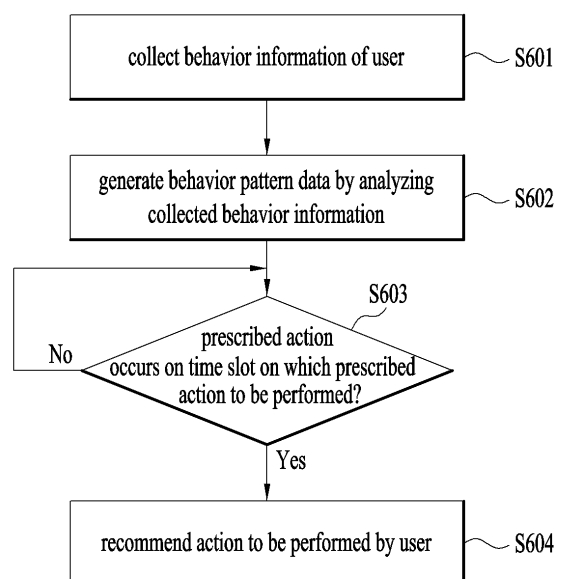 collect behavior information of user
S601
generate behavior pattern data by analyzing
collected behavior information
S602
S603
prescribed action
occurs on time slot on which prescribed
action to be performed?
No
Yes
recommend action to be performed by user
S604